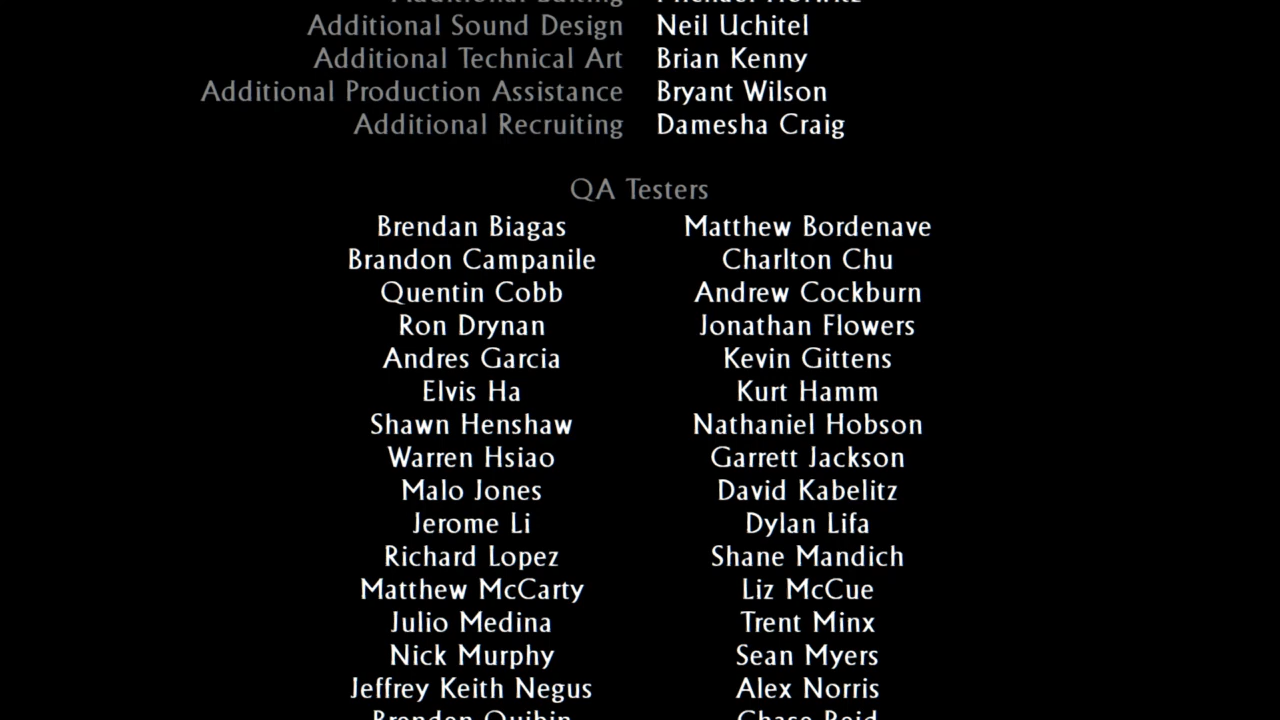 Additional Sound Design Neil Uchitel
Additional Technical Art Brian Kenny
Additional Production Assistance Bryant Wilson
Additional Recruiting Damesha Craig
QA Testers
Brendan Biagas Matthew Bordenave
Brandon Campanile Charlton Chu
Quentin Cobb Andrew Cockburn
Ron Drynan Jonathan Flowers
Andres Garcia Kevin Gittens
Elvis Ha Kurt Hamm
Shawn Henshaw Nathaniel Hobson
Warren Hsiao Garrett Jackson
Malo Jones David Kabelitz
Jerome Li Dylan Lifa
Richard Lopez Shane Mandich
Matthew McCarty Liz McCue
Julio Medina Trent Minx
Nick Murphy Sean Myers
Jeffrey Keith Negus Alex Norris